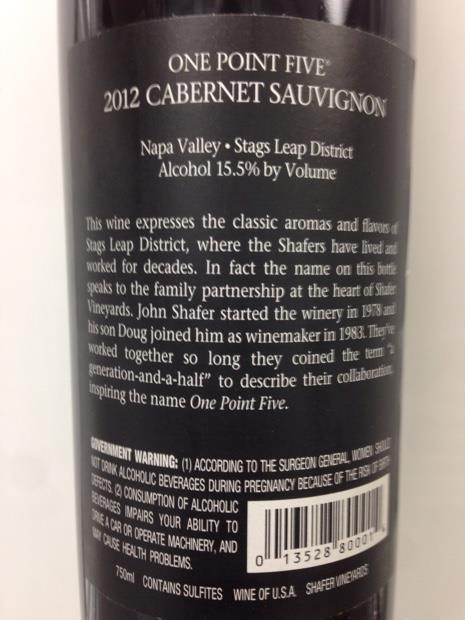 ONE POINT FIVE®
2012 CABERNET SAUVIGNON
Napa Valley • Stags Leap District
Alcohol 15.5% by Volume
This wine expresses the classic aromas and flavors of
Stags Leap District, where the Shafers have lived and
worked for decades. In fact the name on this bottle
speaks to the family partnership at the heart of Shafer
Vineyards. John Shafer started the winery in 1978 and
his son Doug joined him as winemaker in 1983. They've
worked together so long they coined the term "a
generation-and-a-half" to describe their collaboration,
inspiring the name One Point Five.
GOVERNMENT WARNING: (1) ACCORDING TO THE SURGEON GENERAL, WOMEN SHOULD
NOT DRINK ALCOHOLIC BEVERAGES DURING PREGNANCY BECAUSE OF THE RISK OF BIRTH
DEFECTS. (2) CONSUMPTION OF ALCOHOLIC
BEVERAGES IMPAIRS YOUR ABILITY TO
DRIVE A CAR OR OPERATE MACHINERY, AND
MAY CAUSE HEALTH PROBLEMS.
0 13528 80001
750ml CONTAINS SULFITES WINE OF U.S.A. SHAFER VINEYARDS